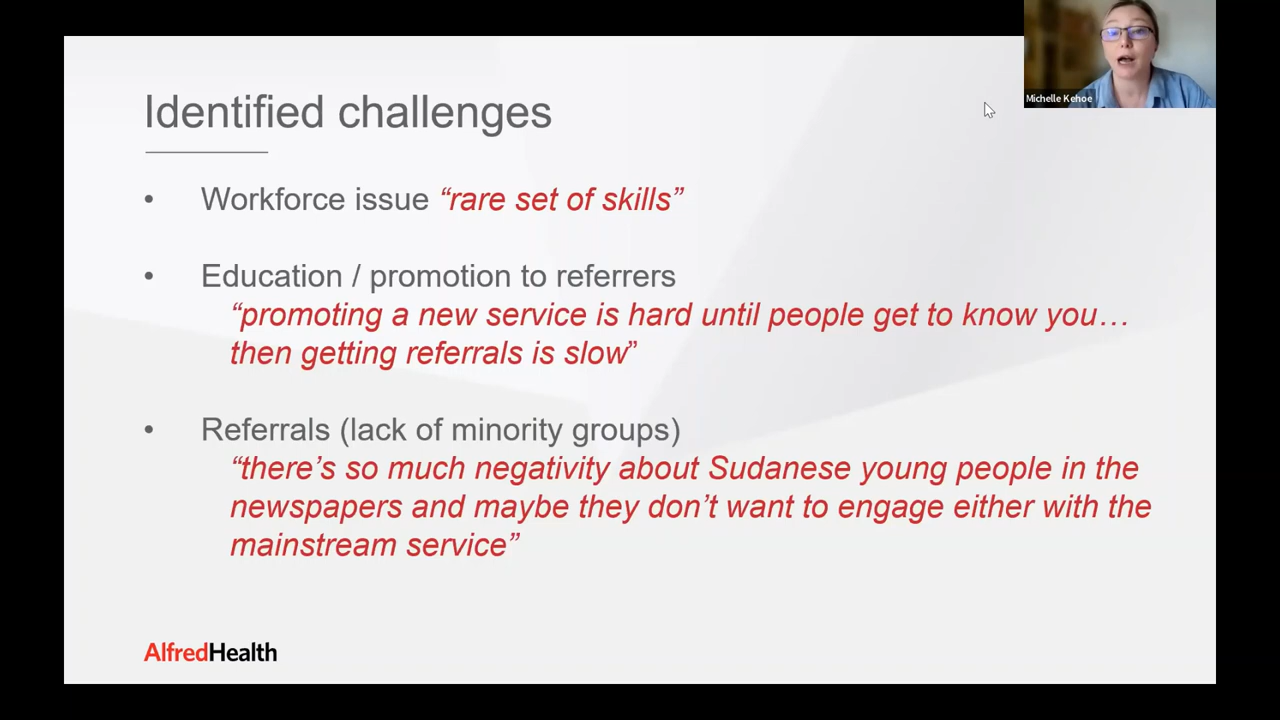 Michelle Kehoe
Identified challenges
• Workforce issue “rare set of skills”
• Education / promotion to referrers
“promoting a new service is hard until people get to know you…
then getting referrals is slow”
• Referrals (lack of minority groups)
“there’s so much negativity about Sudanese young people in the
newspapers and maybe they don’t want to engage either with the
mainstream service”
AlfredHealth